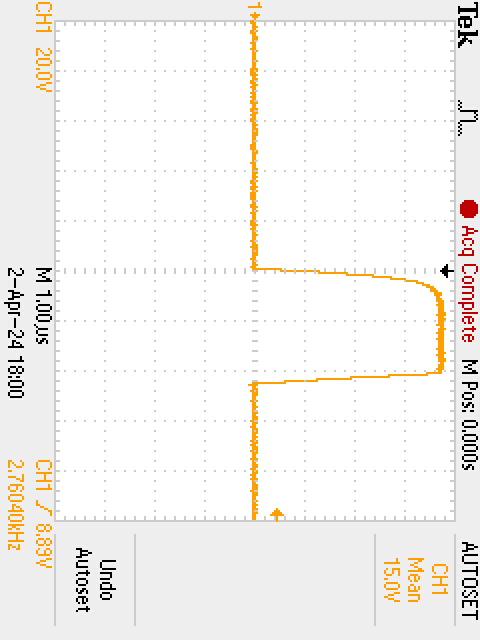 Tek
Acq Complete
M Pos: 0.000s
AUTOSET
1
CH1
Mean
15.0V
Undo
Autoset
CH1 20.0V
M 1.00µs
CH1 / 8.89V
2-Apr-24 18:00
2.76040kHz